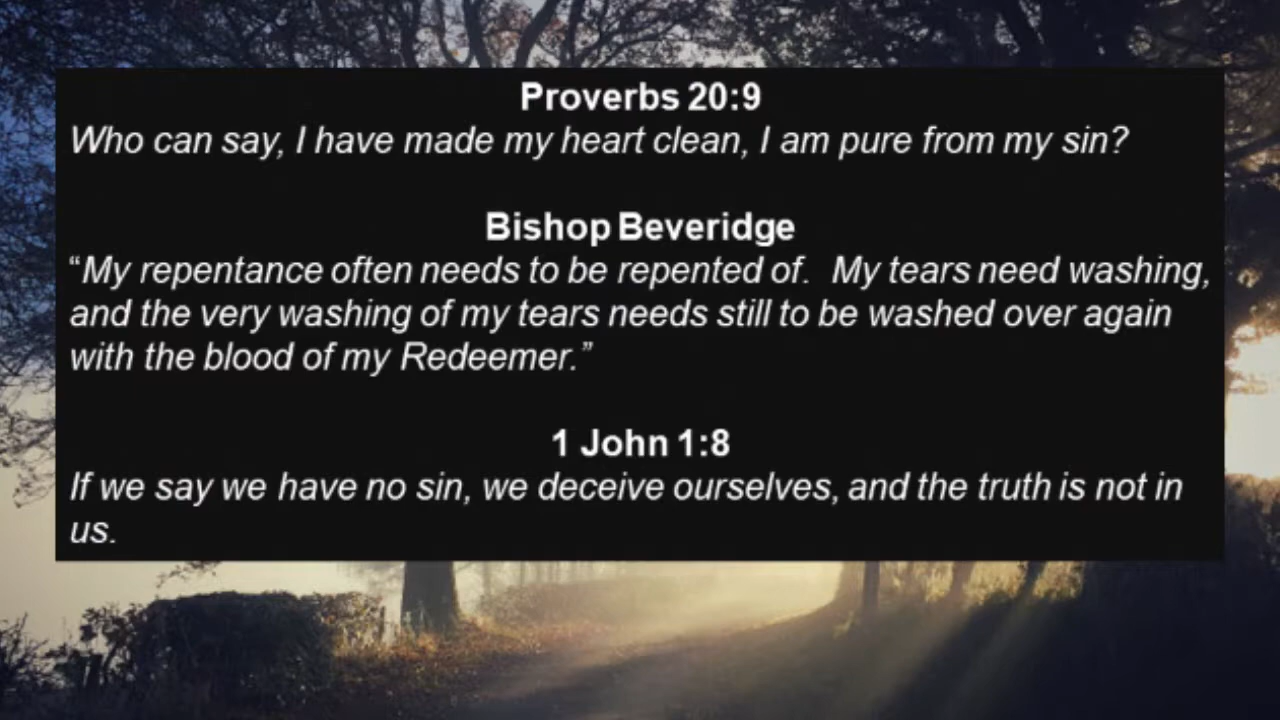 Proverbs 20:9
Who can say, I have made my heart clean, I am pure from my sin?
Bishop Beveridge
“My repentance often needs to be repented of.  My tears need washing,
and the very washing of my tears needs still to be washed over again
with the blood of my Redeemer.”
1 John 1:8
If we say we have no sin, we deceive ourselves, and the truth is not in
us.